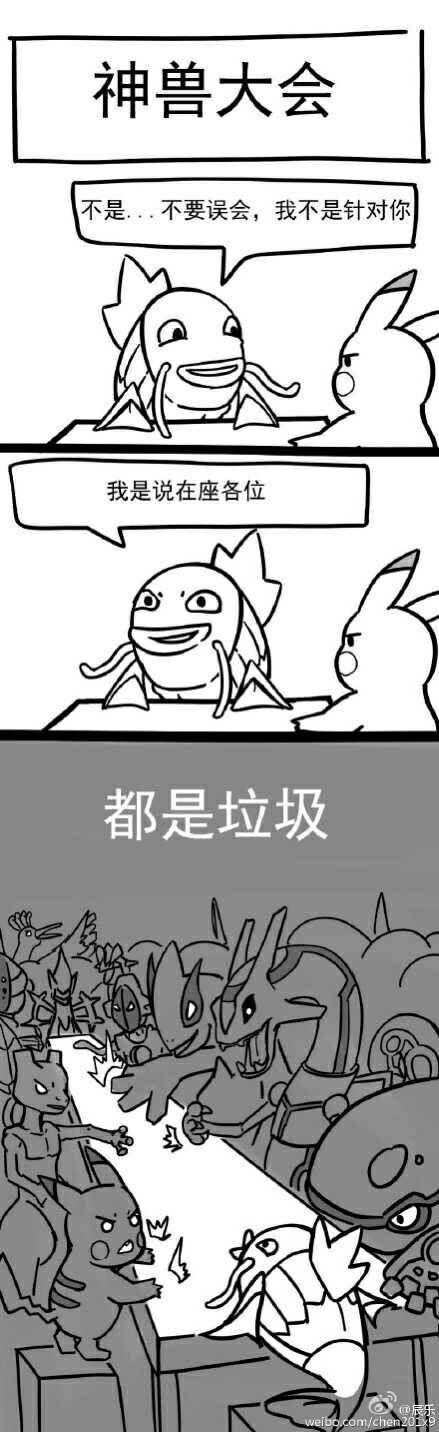 神兽大会
不是...不要误会，我不是针对你
我是说在座各位
都是垃圾
@辰乐
weibo.com/chen201x9